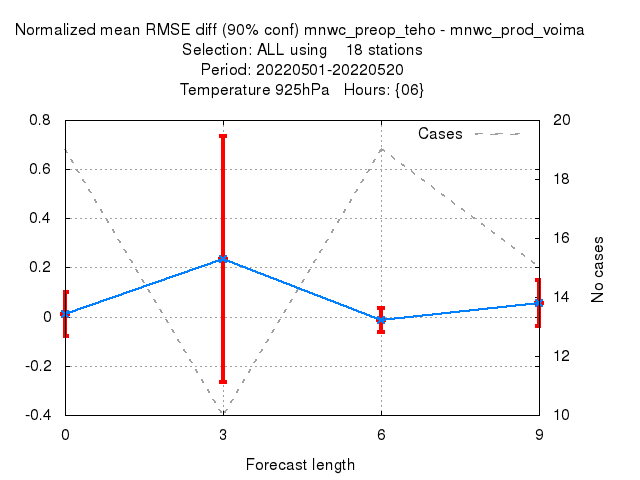 Normalized mean RMSE diff (90% conf) mnwc_preop_teho - mnwc_prod_voima
Selection: ALL using 18 stations
Period: 20220501-20220520
Temperature 925hPa Hours: {06}
Cases
0.8
0.6
0.4
0.2
0
-0.2
-0.4
20
18
16
14
12
10
No cases
0 3 6 9
Forecast length